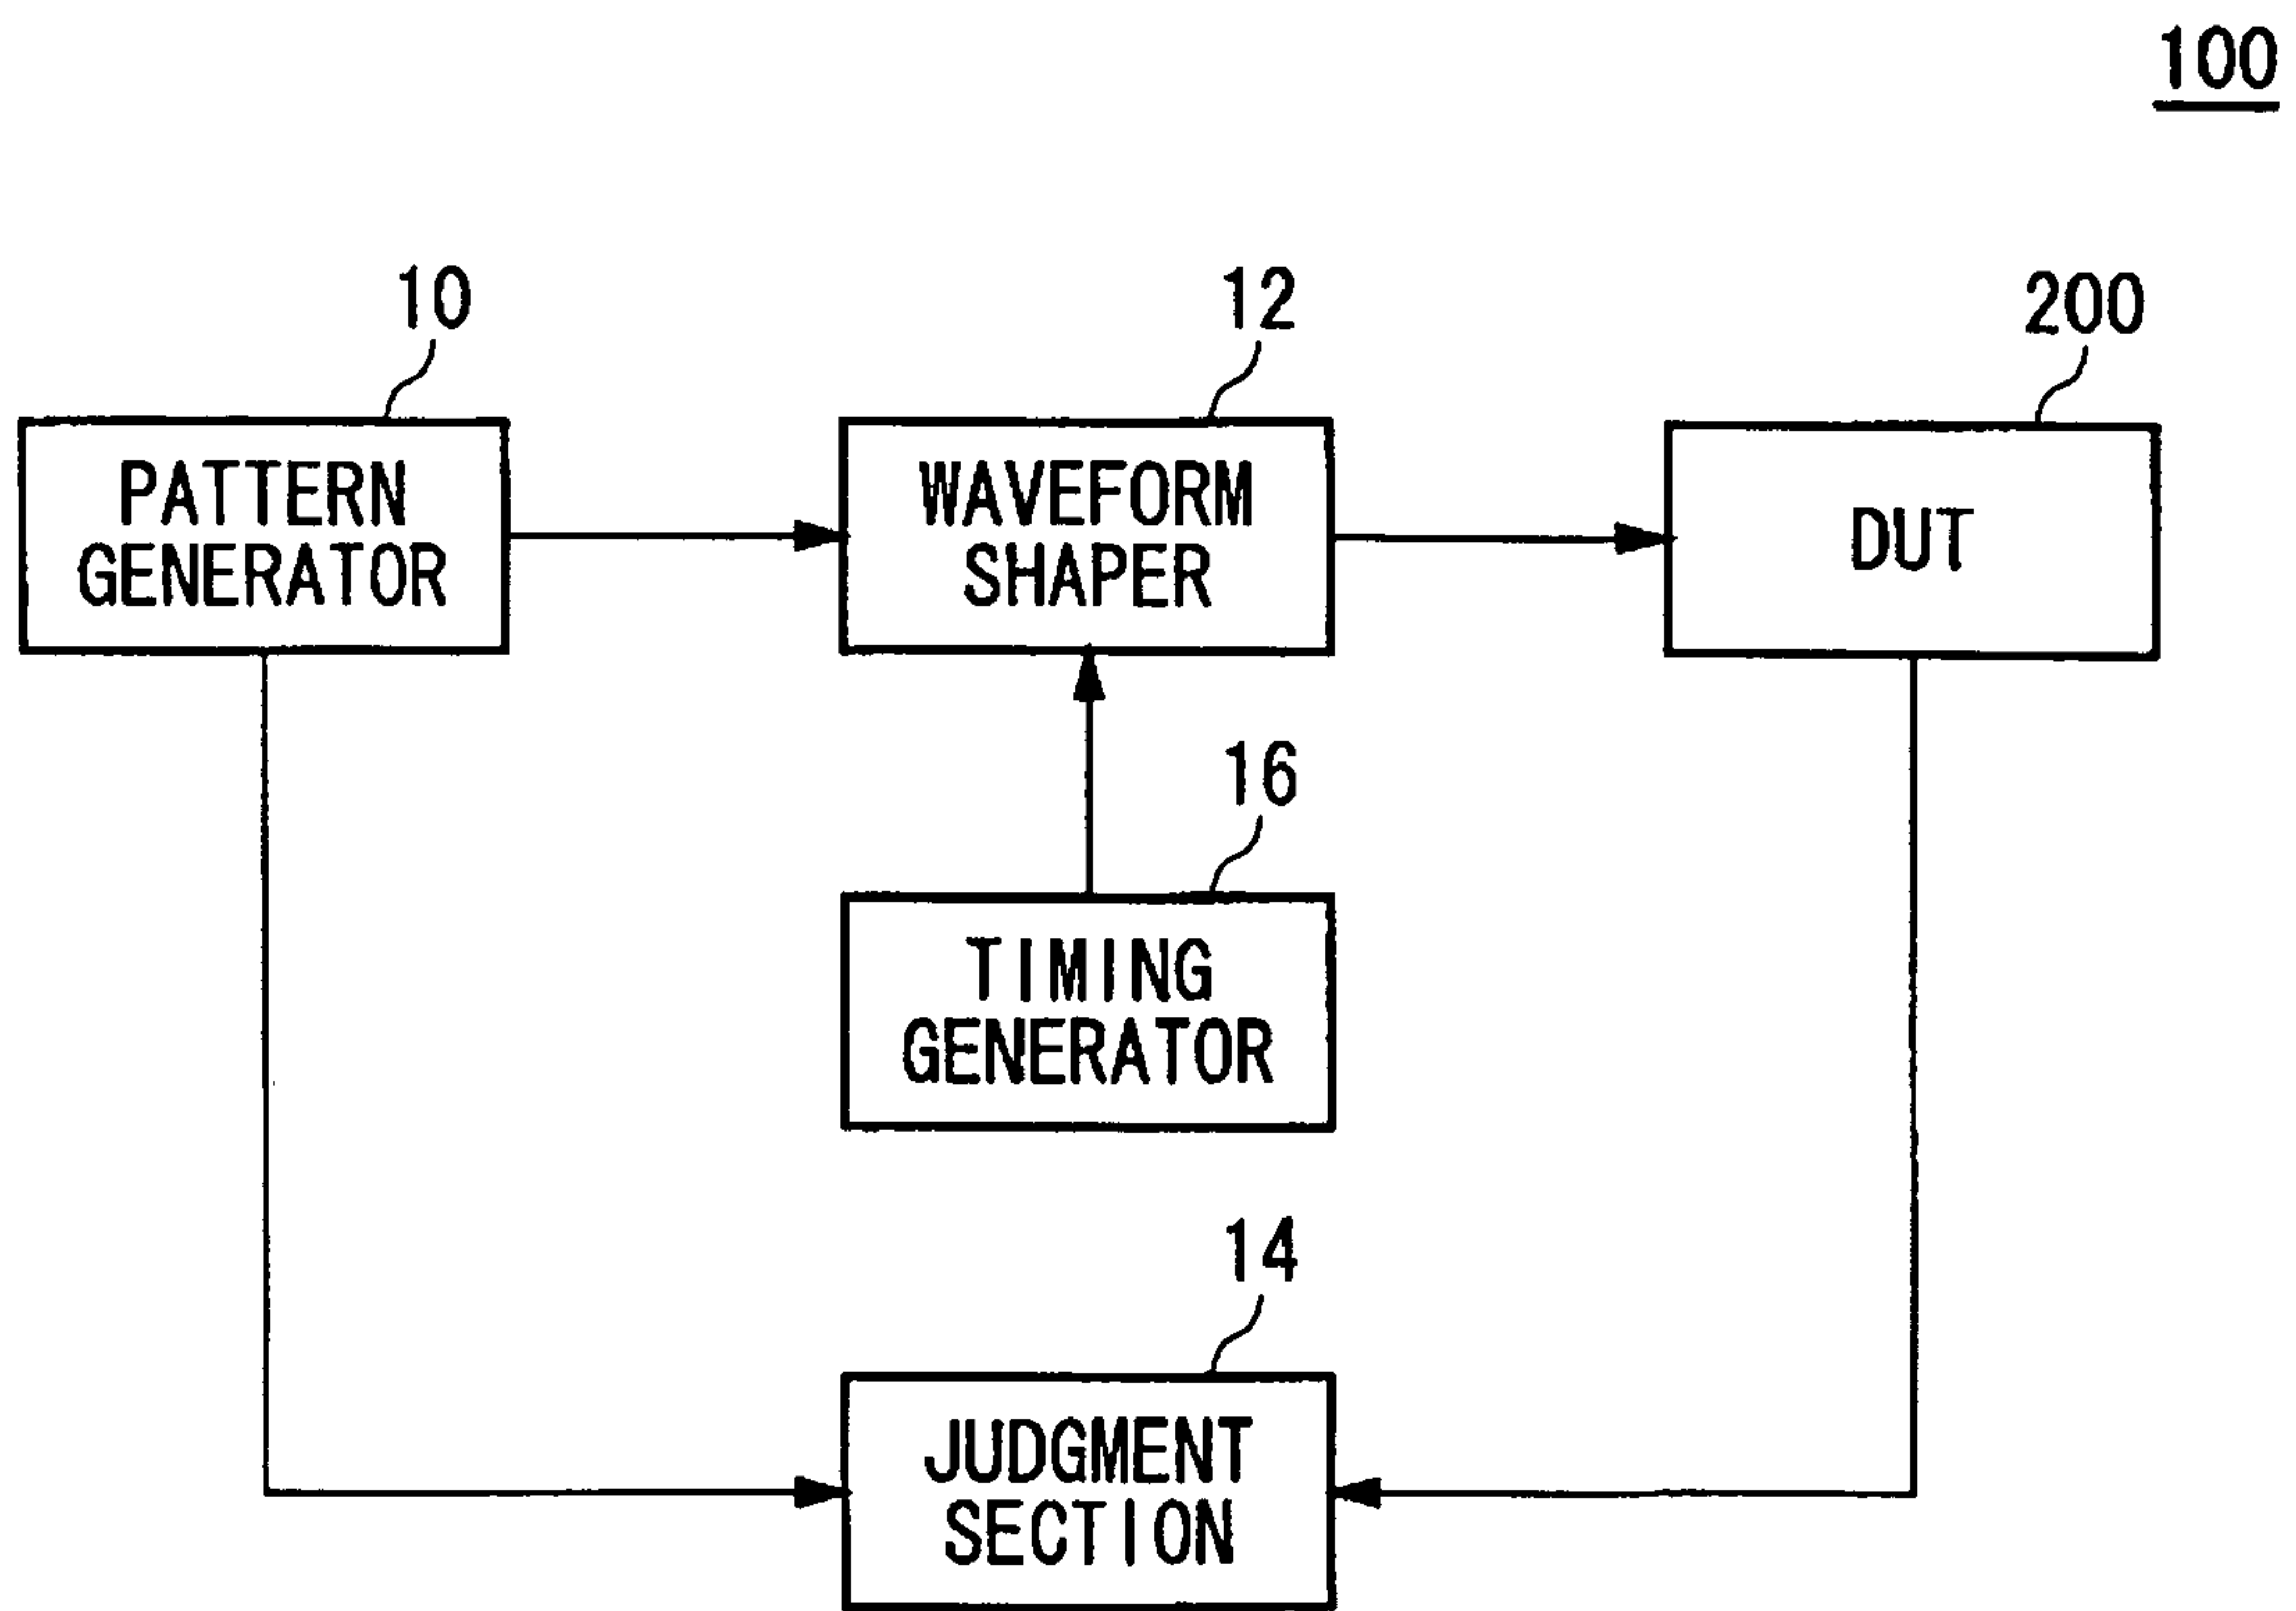 100
10
12
200
PATTERN
GENERATOR
WAVEFORM
SHAPER
DUT
16
TIMING
GENERATOR
14
JUDGMENT
SECTION